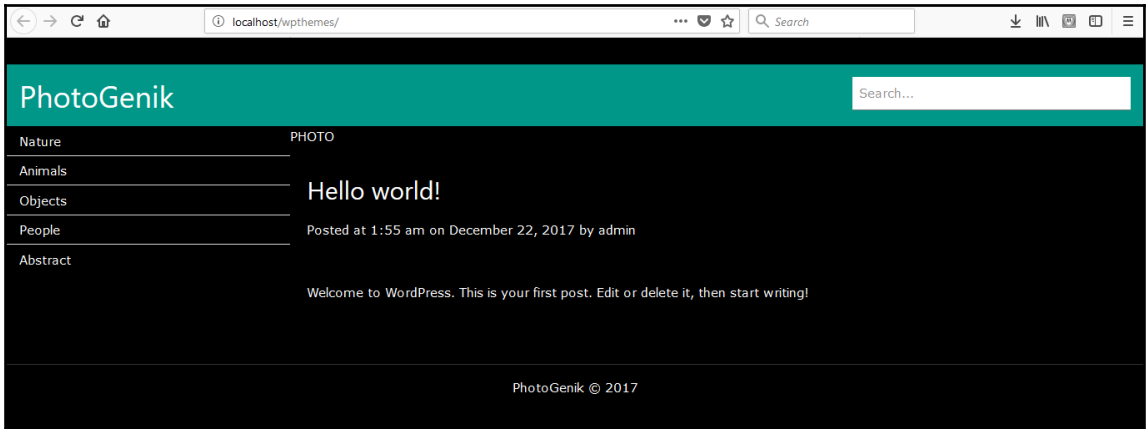 localhost/wpthemes/
Search
PhotoGenik
Search...
Nature
Animals
Objects
People
Abstract
PHOTO
Hello world!
Posted at 1:55 am on December 22, 2017 by admin
Welcome to WordPress. This is your first post. Edit or delete it, then start writing!
PhotoGenik © 2017